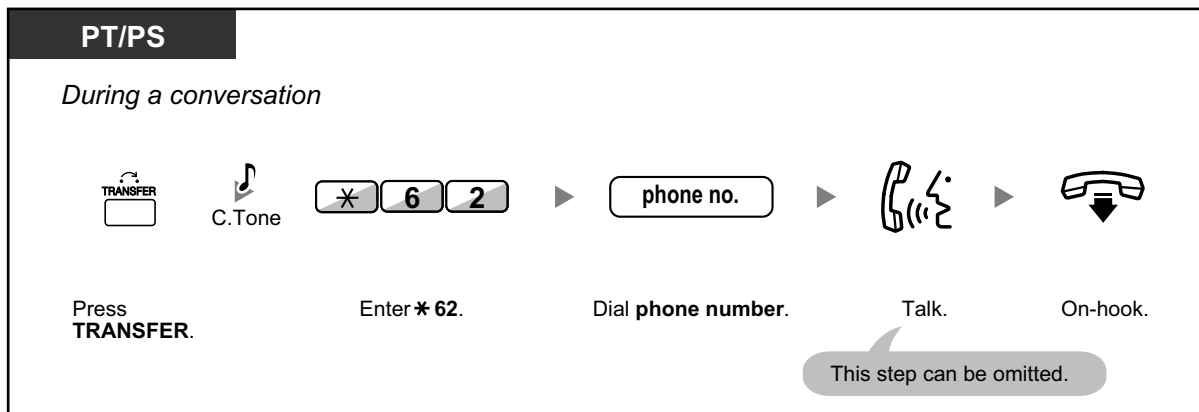 PT/PS
During a conversation
TRANSFER
C.Tone
* 6 2
phone no.
Press
TRANSFER.
Enter * 62.
Dial phone number.
Talk.
On-hook.
This step can be omitted.